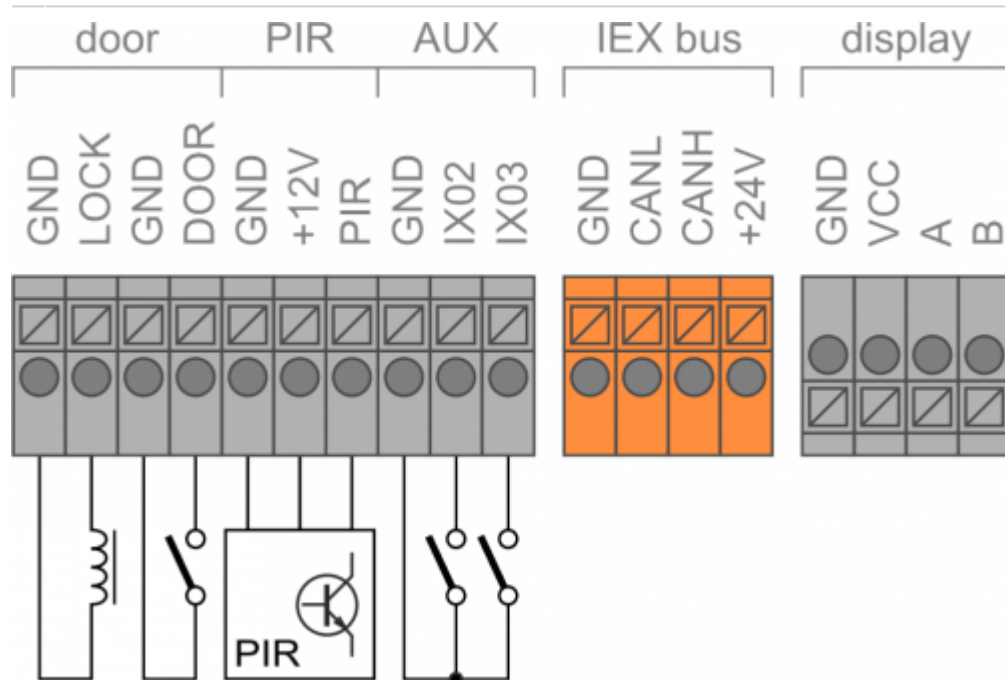 door PIR AUX IEX bus display
GND LOCK GND DOOR GND +12V PIR GND IX02 IX03 GND CANL CANH +24V GND VCC A B
PIR